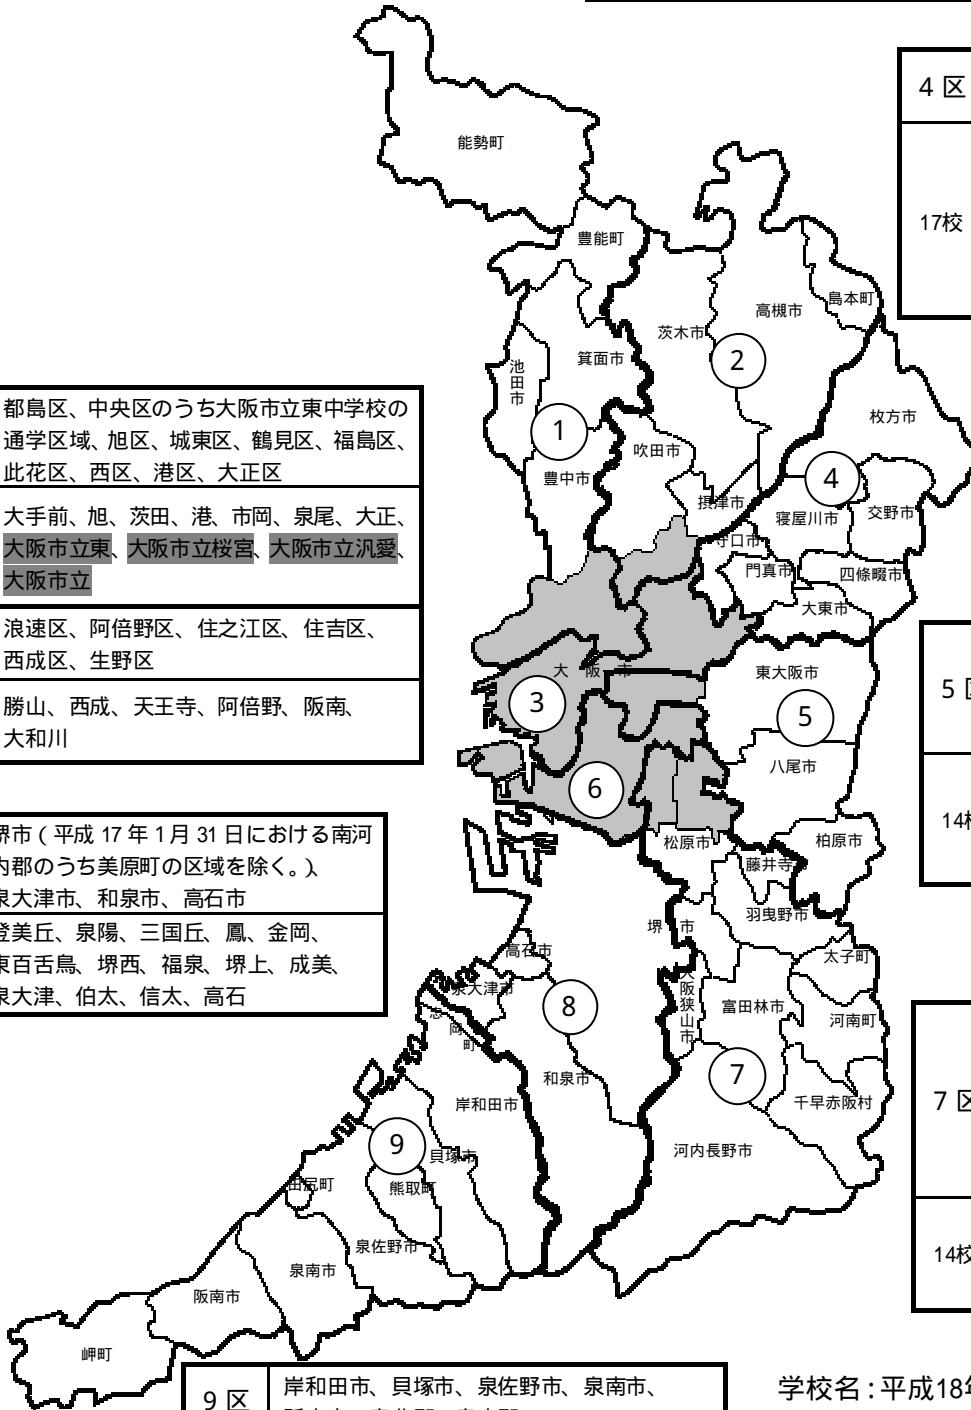 4 区
17校
能勢町
豊能町
島本町
高槻市
茨木市
箕面市
池田市
2
1
枚方市
吹田市
4
豊中市
摂津市
寝屋川市
交野市
守口市
門真市
四條畷市
大東市
都島区、中央区のうち大阪市立東中学校の
通学区域、旭区、城東区、鶴見区、福島区、
此花区、西区、港区、大正区
大手前、旭、茨田、港、市岡、泉尾、大正、
大阪市立東、大阪市立桜宮、大阪市立汎愛、
大阪市立
浪速区、阿倍野区、住之江区、住吉区、
西成区、生野区
勝山、西成、天王寺、阿倍野、阪南、
大和川
大阪市
東大阪市
3
5
八尾市
6
5
14校
堺市(平成 17 年 1 月 31 日における南河
内郡のうち美原町の区域を除く。)、
泉大津市、和泉市、高石市
登美丘、泉陽、三国丘、鳳、金岡、
東百舌鳥、堺西、福泉、堺上、成美、
泉大津、伯太、信太、高石
松原市
柏原市
藤井寺
羽曳野市
堺市
太子町
高石市
大阪狭山市
泉大津市
富田林市
河南町
忠岡町
8
7
和泉市
岸和田市
千早赤阪村
7 区
14校
9
貝塚市
河内長野市
田尻町
熊取町
泉佐野市
泉南市
阪南市
岬町
9 区
岸和田市、貝塚市、泉佐野市、泉南市、
学校名:平成18年